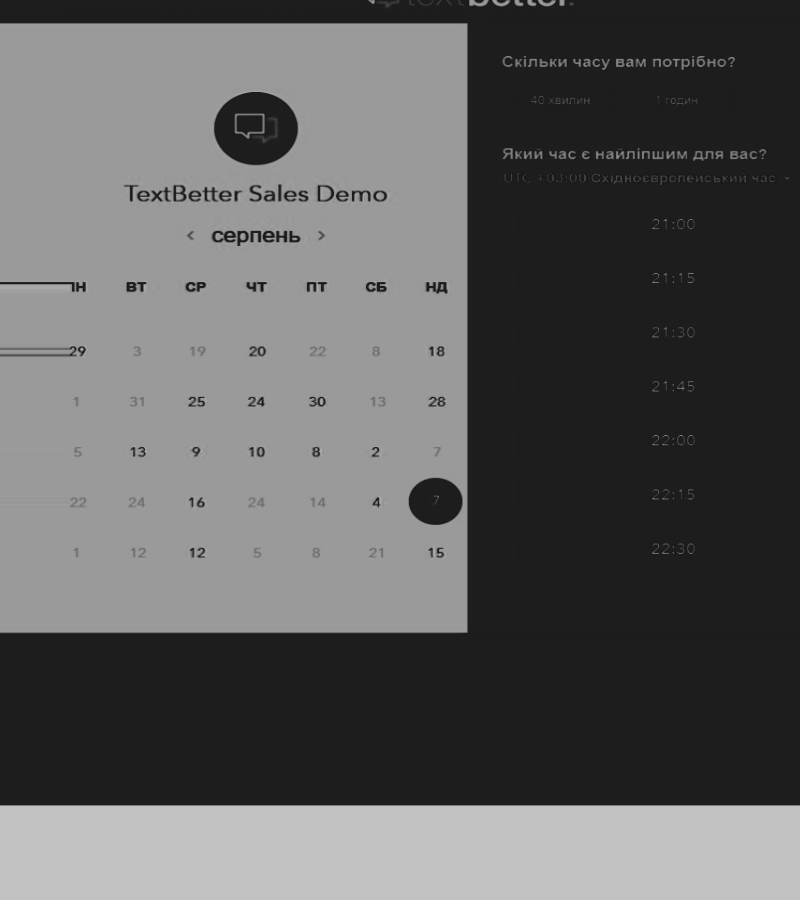 textbetter.
TextBetter Sales Demo
< серпень >
ВТ СР ЧТ ПТ СБ НД
29 3 19 20 22 8 18
1 31 25 24 30 13 28
5 13 9 10 8 2 7
22 24 16 24 14 4 7
1 12 12 5 8 21 15
Скільки часу вам потрібно?
40 хвилин 1 годин
Який час є найліпшим для вас?
UTC +03:00 Східноєвропейський час
21:00
21:15
21:30
21:45
22:00
22:15
22:30